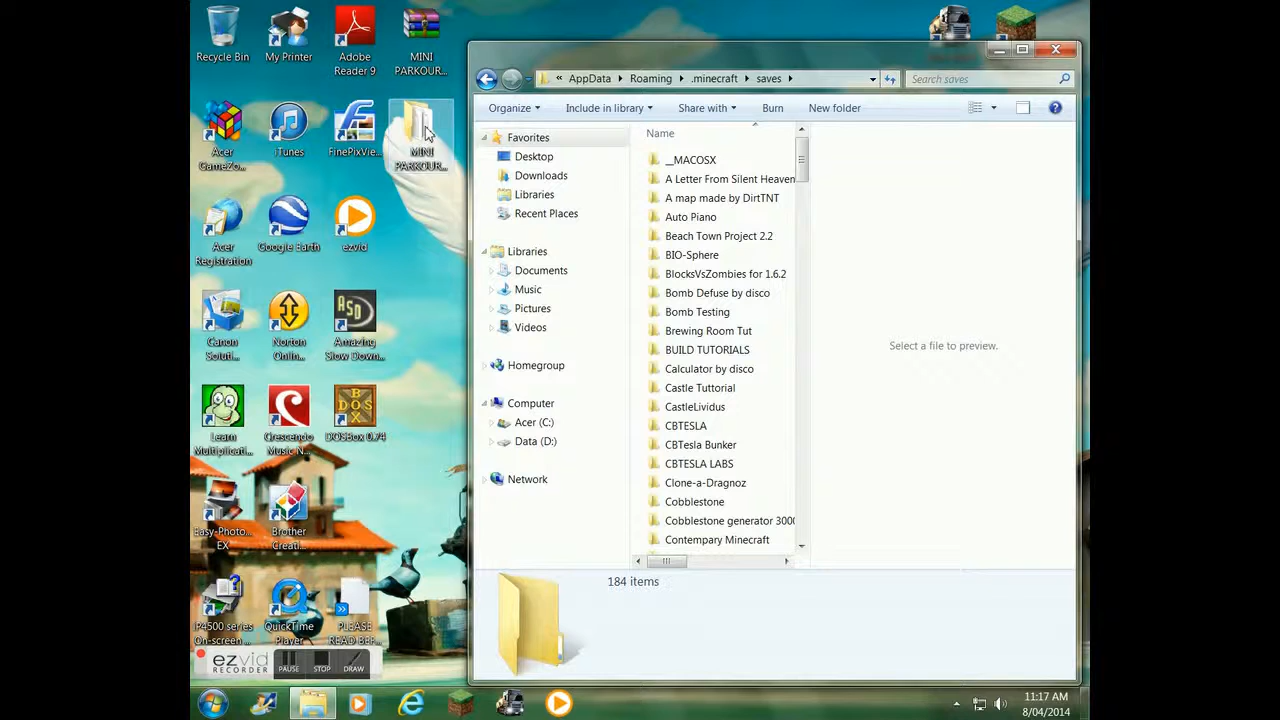 Recycle Bin
My Printer
Adobe
Reader 9
MINI
PARKOUR...
Acer
GameZo...
iTunes
FinePixVie...
MINI
PARKOUR...
Acer
Registration
Google Earth
ezvid
Canon
Soluti...
Norton
Onlin...
ASD
Amazing
Slow Down...
Learn
Multiplicati...
Crescendo
Music N...
DOSBox 0.74
Easy-Photo...
EX
Brother
Creati...
iP4500 series
On-screen ...
QuickTime
Player
PLEASE
READ BEF...
ezvid
RECORDER
PAUSE
STOP
DRAW
« AppData Roaming .minecraft saves
Search saves
Organize
Include in library
Share with
Burn
New folder
Favorites
Desktop
Downloads
Libraries
Recent Places
Libraries
Documents
Music
Pictures
Videos
Homegroup
Computer
Acer (C:)
Data (D:)
Network
Name
__MACOSX
A Letter From Silent Heaven
A map made by DirtTNT
Auto Piano
Beach Town Project 2.2
BIO-Sphere
BlocksVsZombies for 1.6.2
Bomb Defuse by disco
Bomb Testing
Brewing Room Tut
BUILD TUTORIALS
Calculator by disco
Castle Tuttorial
CastleLividus
CBTESLA
CBTesla Bunker
CBTESLA LABS
Clone-a-Dragnoz
Cobblestone
Cobblestone generator 3000
Contempary Minecraft
Select a file to preview.
184 items
11:17 AM
8/04/2014